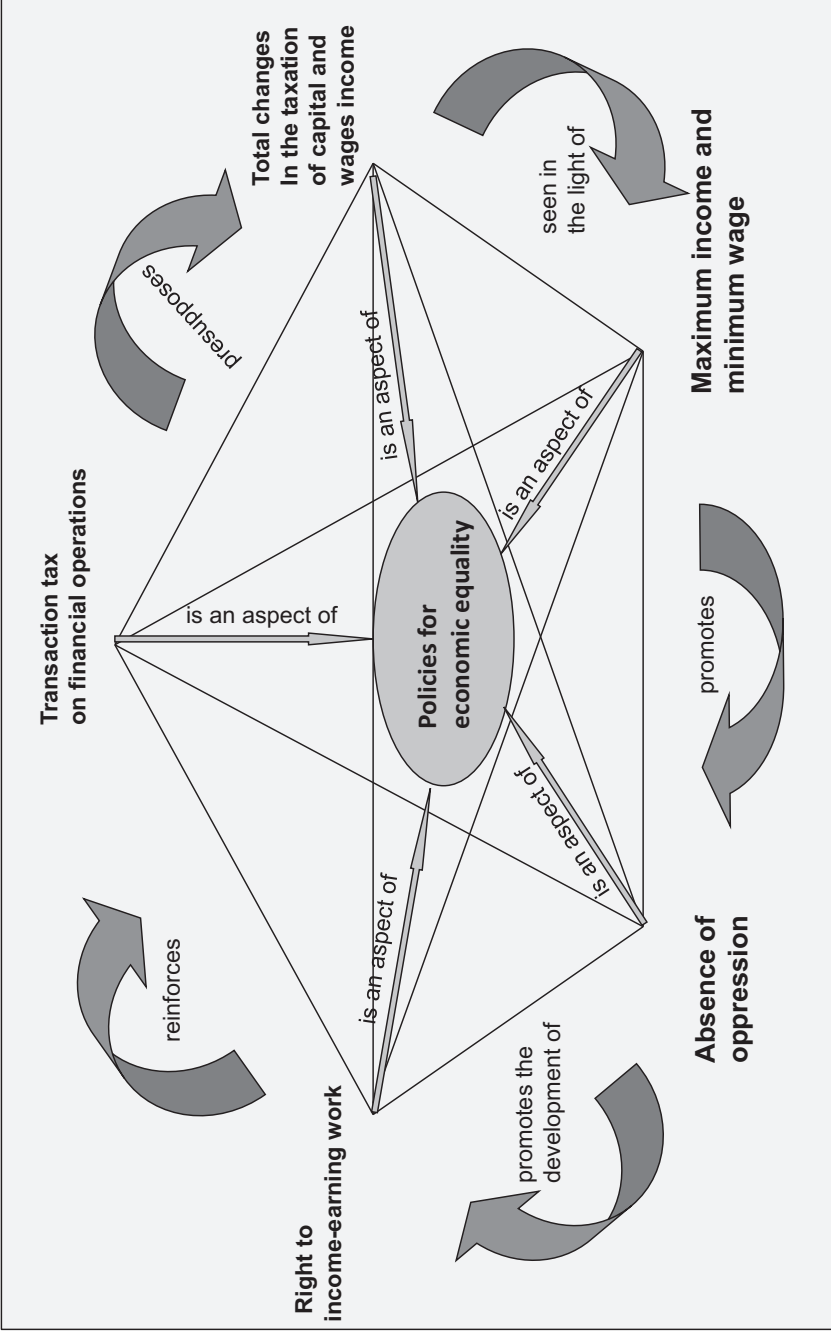 Transaction tax
on financial operations
reinforces
presupposes
Right to
income-earning work
Total changes
In the taxation
of capital and
wages income
is an aspect of
is an aspect of
is an aspect of
Policies for
economic equality
is an aspect of
is an aspect of
promotes the
development of
seen in
the light of
Absence of
oppression
promotes
Maximum income and
minimum wage